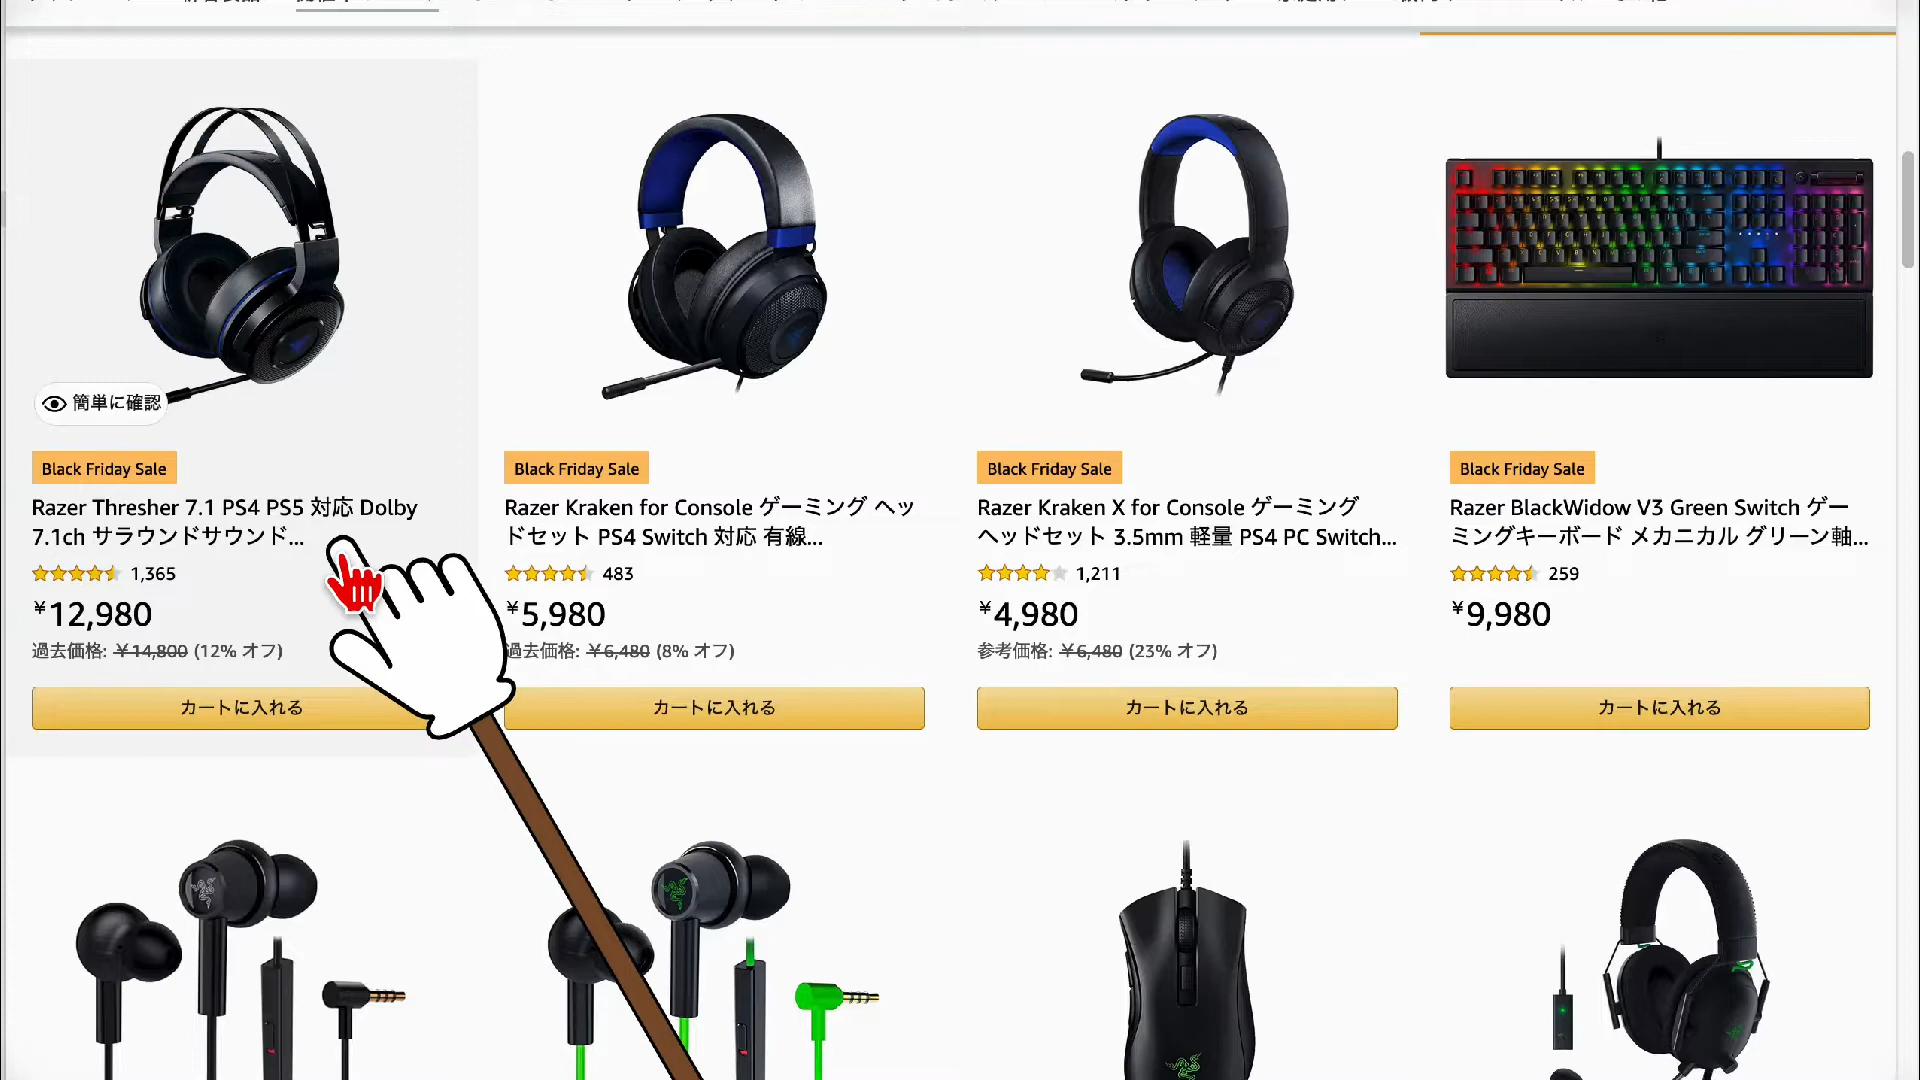 簡単に確認
Black Friday Sale
Razer Thresher 7.1 PS4 PS5 対応 Dolby
7.1ch サラウンドサウンド...
1,365
¥12,980
過去価格: ¥14,800 (12% オフ)
カートに入れる
Black Friday Sale
Razer Kraken for Console ゲーミング ヘッ
ドセット PS4 Switch 対応 有線...
483
¥5,980
過去価格: ¥6,480 (8% オフ)
カートに入れる
Black Friday Sale
Razer Kraken X for Console ゲーミング
ヘッドセット 3.5mm 軽量 PS4 PC Switch...
1,211
¥4,980
参考価格: ¥6,480 (23% オフ)
カートに入れる
Black Friday Sale
Razer BlackWidow V3 Green Switch ゲー
ミングキーボード メカニカル グリーン軸...
259
¥9,980
カートに入れる